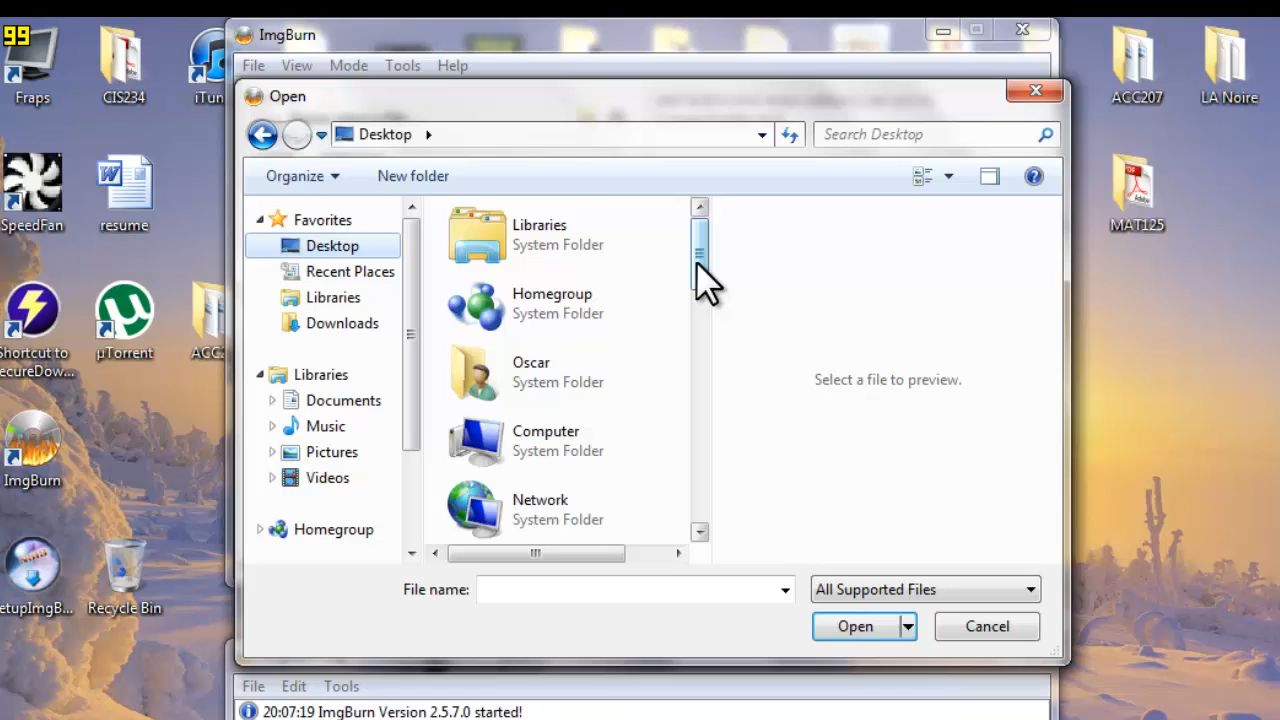 99
Fraps
CIS234
iTun
ACC207
LA Noire
SpeedFan
resume
MAT125
Shortcut to
ecureDow...
µTorrent
ImgBurn
etupImgB...
Recycle Bin
ImgBurn
File View Mode Tools Help
Open
Desktop
Search Desktop
Organize New folder
Favorites
Desktop
Recent Places
Libraries
Downloads
Libraries
Documents
Music
Pictures
Videos
Homegroup
Libraries
System Folder
Homegroup
System Folder
Oscar
System Folder
Computer
System Folder
Network
System Folder
Select a file to preview.
File name:
All Supported Files
Open Cancel
File Edit Tools
20:07:19 ImgBurn Version 2.5.7.0 started!